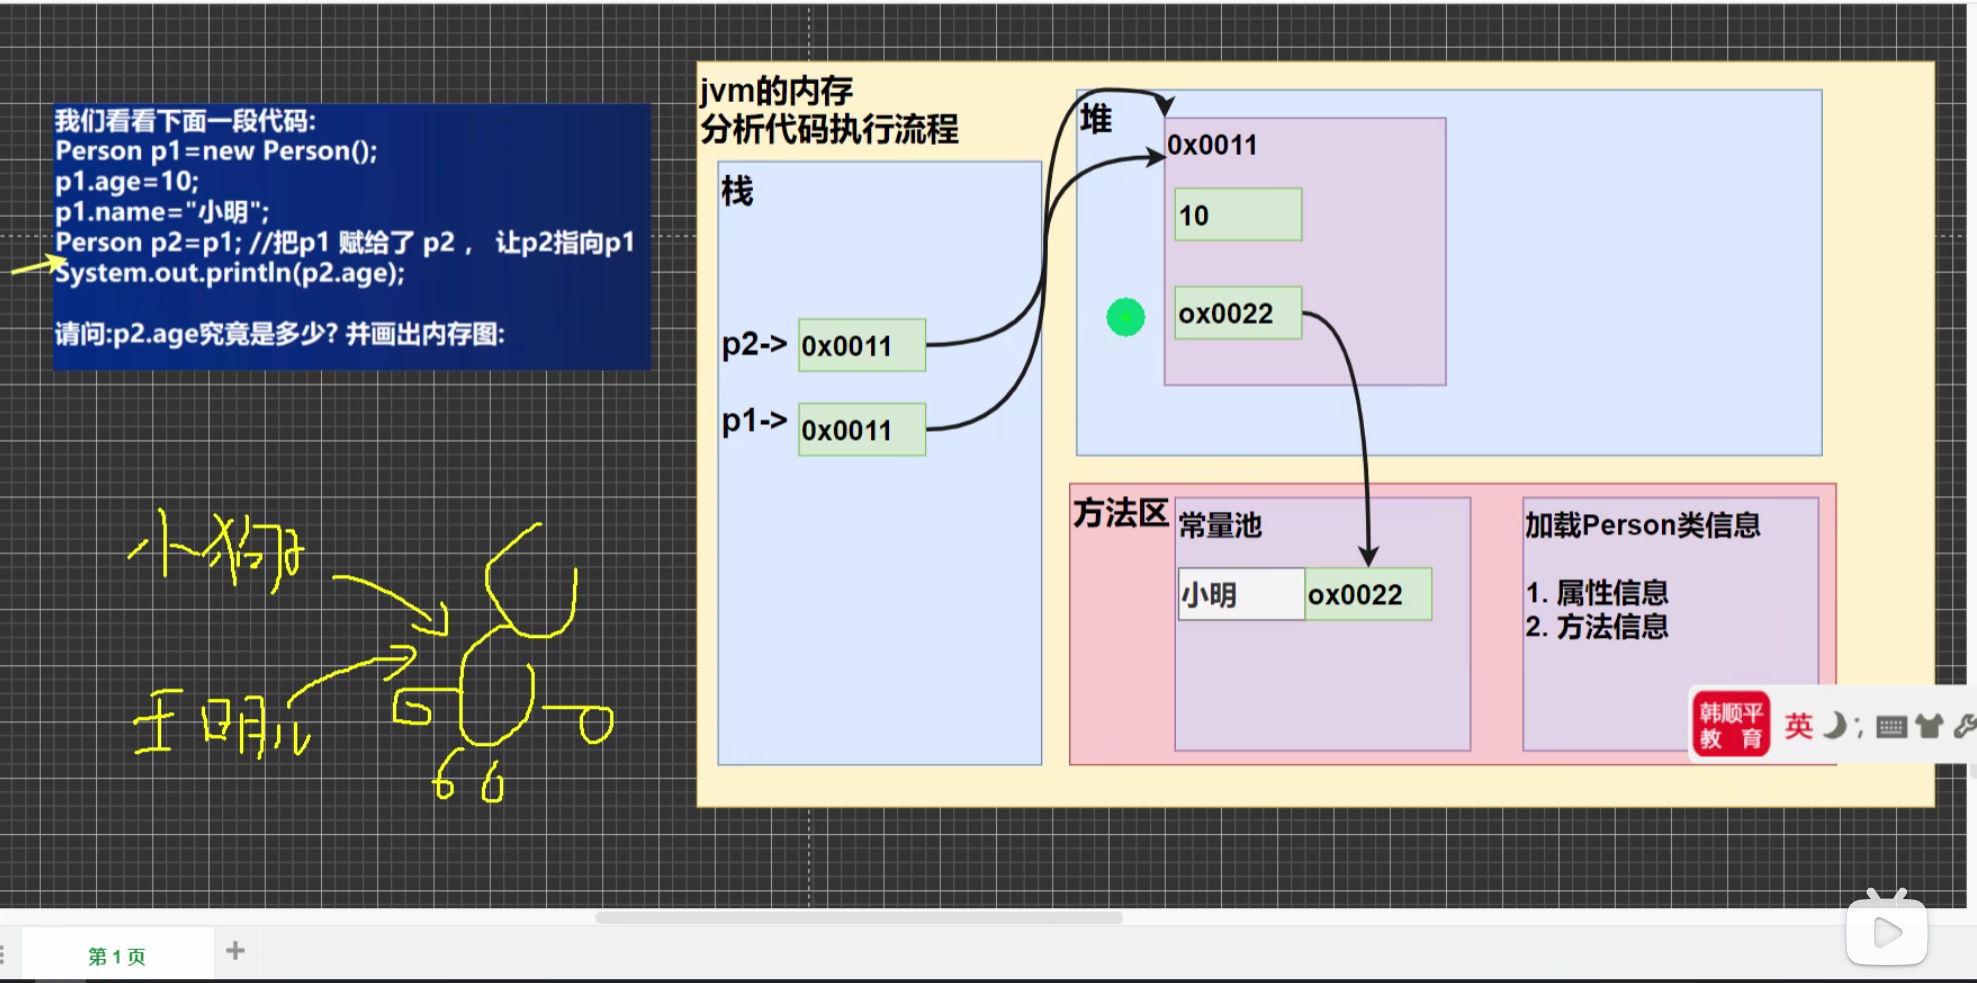 我们看看下面一段代码:
Person p1=new Person();
p1.age=10;
p1.name="小明";
Person p2=p1; //把p1 赋给了 p2 ， 让p2指向p1
System.out.println(p2.age);
请问:p2.age究竟是多少? 并画出内存图:
jvm的内存
分析代码执行流程
栈
p2->
0x0011
p1->
0x0011
堆
0x0011
10
ox0022
方法区
常量池
小明
ox0022
加载Person类信息
1. 属性信息
2. 方法信息
小狗
王明
韩顺平
教 育
英
第 1 页